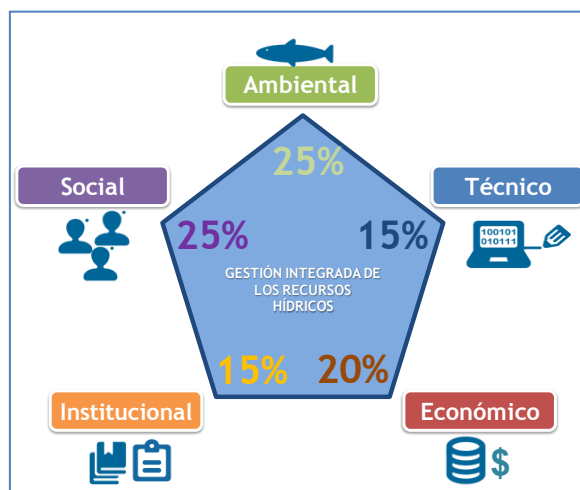 Ambiental
25%
Social
Técnico
25%
15%
100101
010111
GESTIÓN INTEGRADA DE
LOS RECURSOS
HÍDRICOS
15%
20%
Institucional
Económico
$